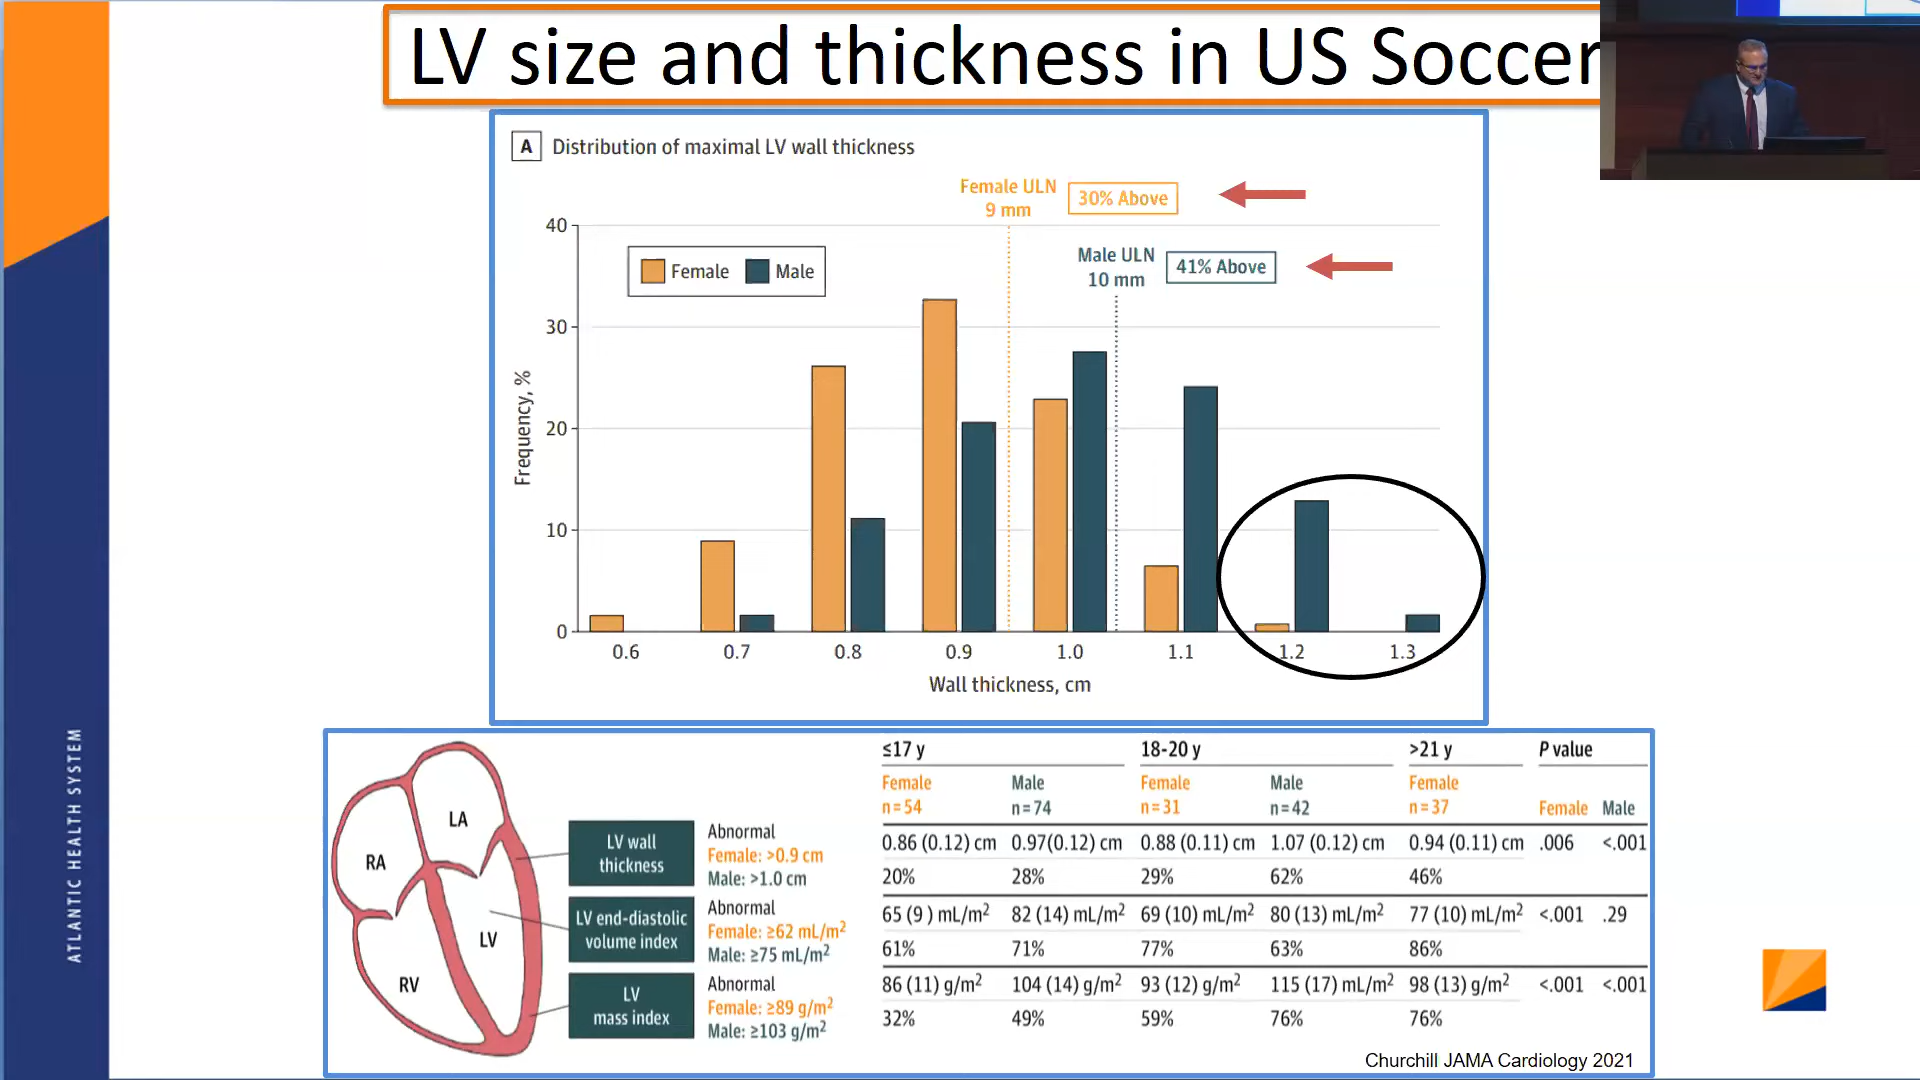 LV size and thickness in US Soccer
A Distribution of maximal LV wall thickness
Female ULN
9 mm
30% Above
Male ULN
10 mm
41% Above
Female Male
Frequency, %
40
30
20
10
0
0.6 0.7 0.8 0.9 1.0 1.1 1.2 1.3
Wall thickness, cm
ATLANTIC HEALTH SYSTEM
LA
RA
LV
RV
≤17 y 18-20 y >21 y P value
Female Male Female Male Female
n=54 n=74 n=31 n=42 n=37 Female Male
LV wall
thickness
Abnormal
Female: >0.9 cm
Male: >1.0 cm
0.86 (0.12) cm 0.97(0.12) cm 0.88 (0.11) cm 1.07 (0.12) cm 0.94 (0.11) cm .006 <.001
20% 28% 29% 62% 46%
LV end-diastolic
volume index
Abnormal
Female: ≥62 mL/m²
Male: ≥75 mL/m²
65 (9 ) mL/m² 82 (14) mL/m² 69 (10) mL/m² 80 (13) mL/m² 77 (10) mL/m² <.001 .29
61% 71% 77% 63% 86%
LV
mass index
Abnormal
Female: ≥89 g/m²
Male: ≥103 g/m²
86 (11) g/m² 104 (14) g/m² 93 (12) g/m² 115 (17) mL/m² 98 (13) g/m² <.001 <.001
32% 49% 59% 76% 76%
Churchill JAMA Cardiology 2021